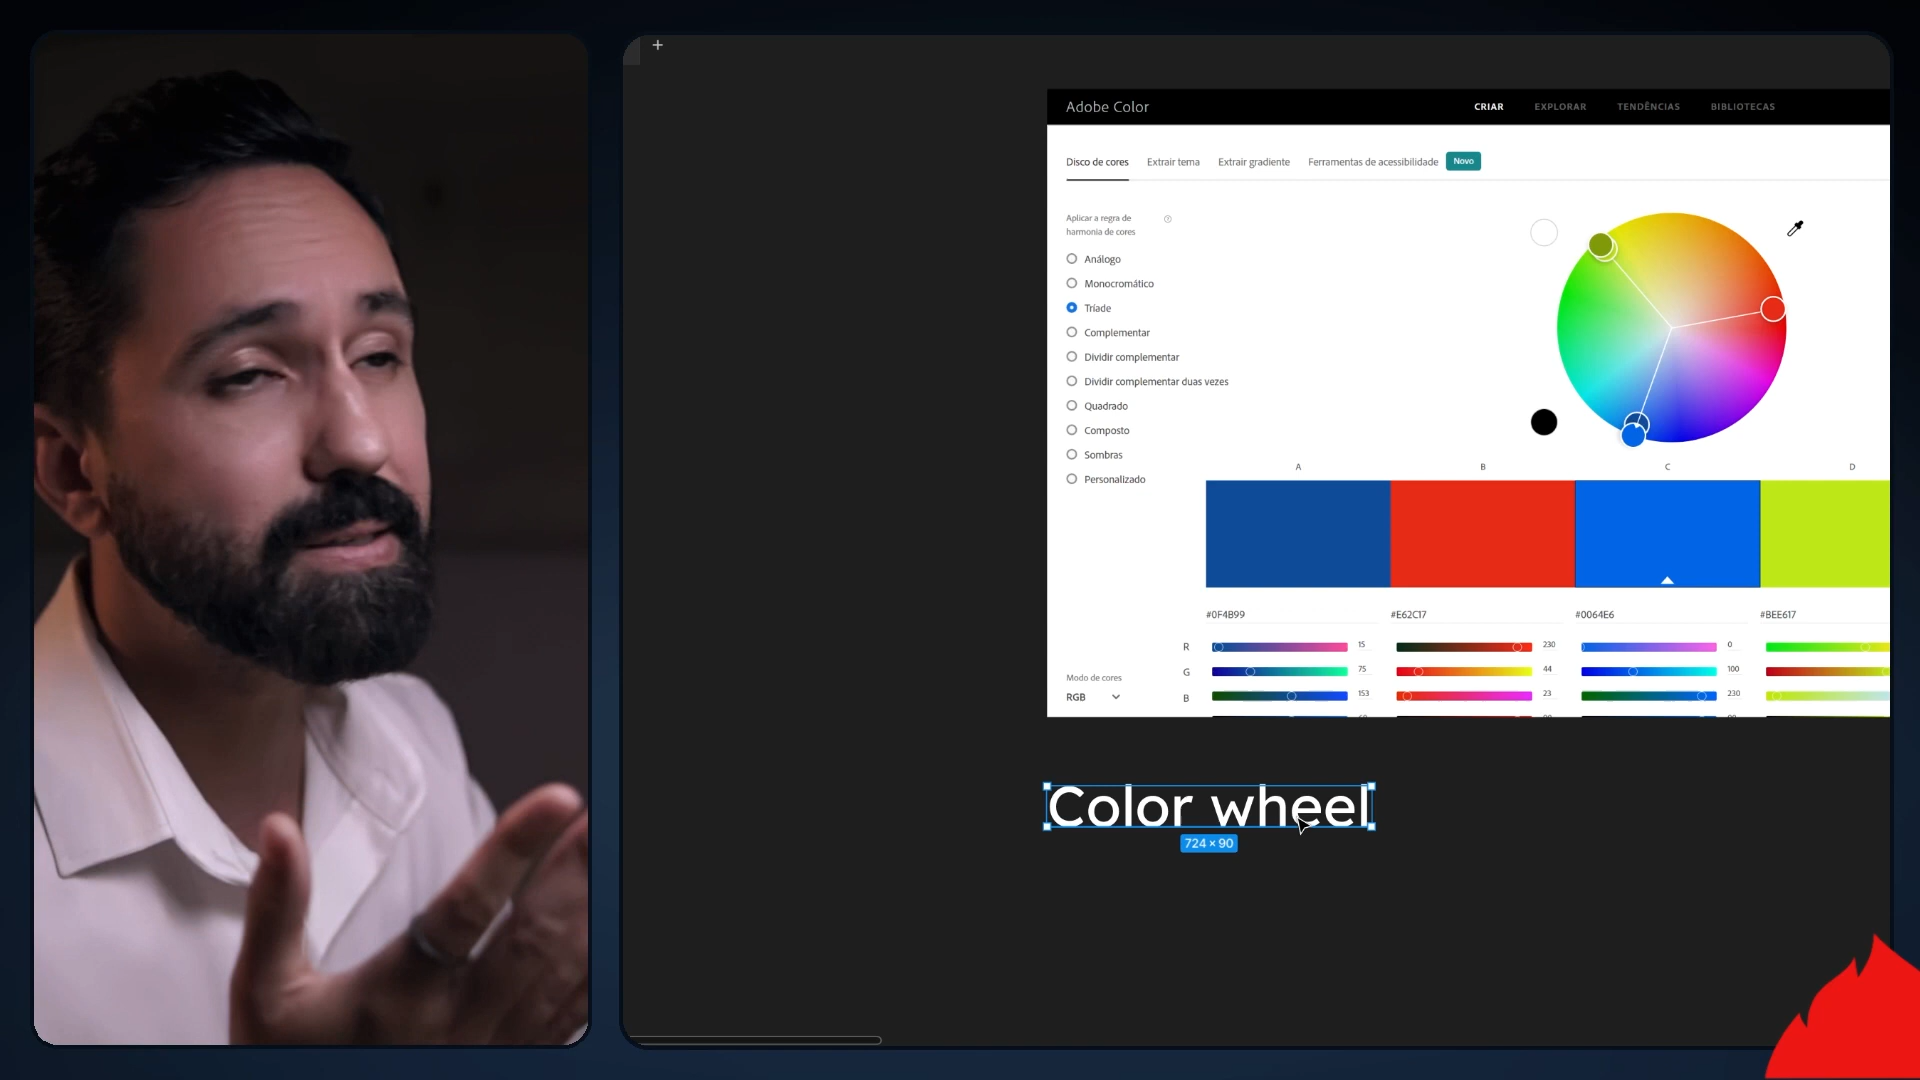 +
Adobe Color
CRIAR EXPLORAR TENDÊNCIAS BIBLIOTECAS
Disco de cores Extrair tema Extrair gradiente Ferramentas de acessibilidade Novo
Aplicar a regra de
harmonia de cores
Análogo
Monocromático
Tríade
Complementar
Dividir complementar
Dividir complementar duas vezes
Quadrado
Composto
Sombras
Personalizado
A B C D
#0F4B99 #E62C17 #0064E6 #BEE617
R 15 230 0
G 75 44 100
B 153 23 230
Modo de cores
RGB
Color wheel
724 × 90